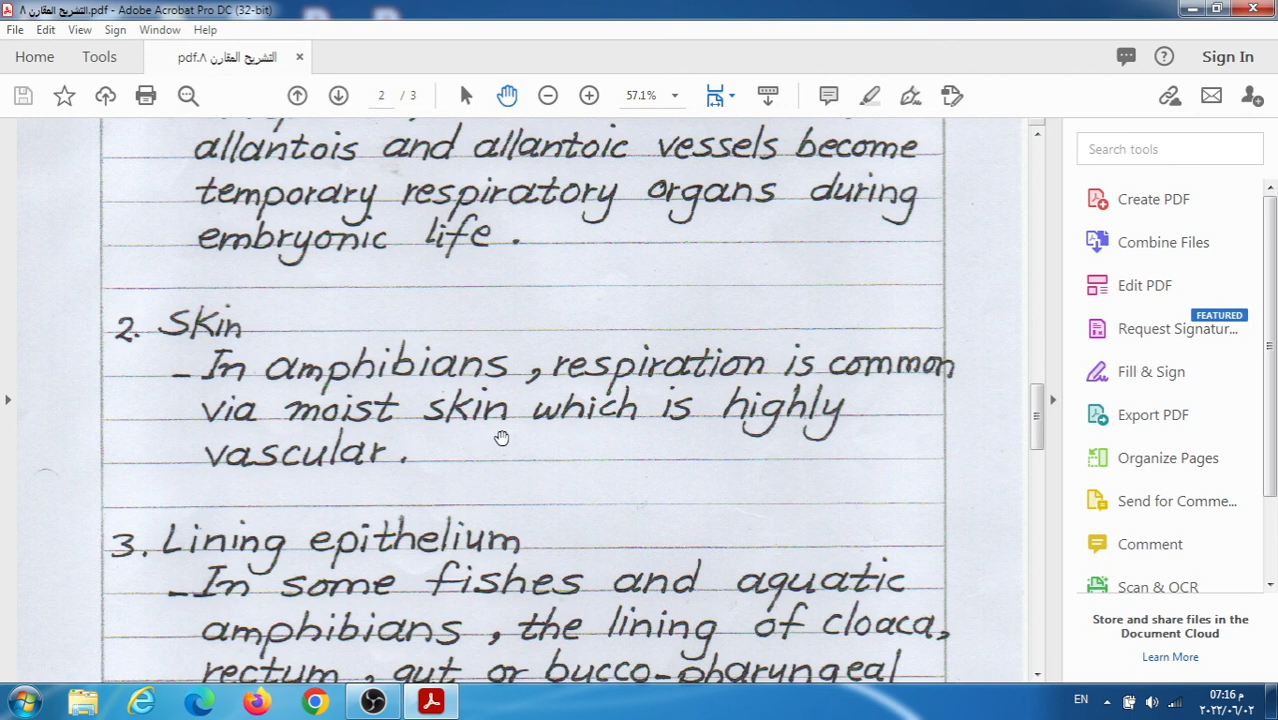 التشريح المقارن ٨.pdf - Adobe Acrobat Pro DC (32-bit)
File Edit View Sign Window Help
Home Tools التشريح المقارن ٨.pdf × Sign In
2 / 3 57.1%
allantois and allantoic vessels become
temporary respiratory organs during
embryonic life .
2. Skin
- In amphibians , respiration is common
via moist skin which is highly
vascular .
3. Lining epithelium
- In some fishes and aquatic
amphibians , the lining of cloaca,
rectum , gut or bucco-pharyngeal
Search tools
Create PDF
Combine Files
Edit PDF
FEATURED
Request Signatur...
Fill & Sign
Export PDF
Organize Pages
Send for Comme...
Comment
Scan & OCR
Store and share files in the
Document Cloud
Learn More
EN
07:16 م
٢٠٢٢/٠٦/٠٢